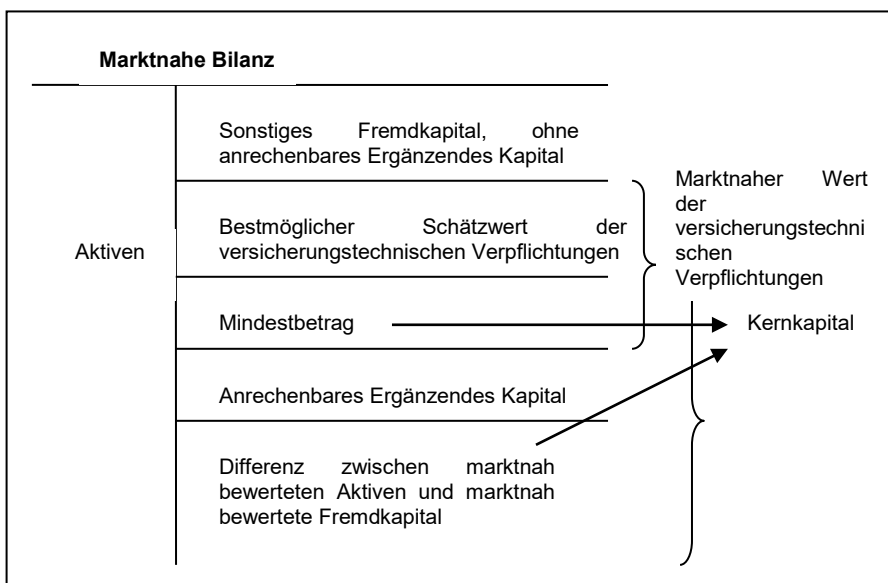 Marktnahe Bilanz
Sonstiges Fremdkapital, ohne
anrechenbares Ergänzendes Kapital
Marktnaher Wert
der
versicherungstechni
schen
Verpflichtungen
Bestmöglicher Schätzwert der
versicherungstechnischen Verpflichtungen
Aktiven
Mindestbetrag
Kernkapital
Anrechenbares Ergänzendes Kapital
Differenz zwischen marktnah
bewerteten Aktiven und marktnah
bewertete Fremdkapital